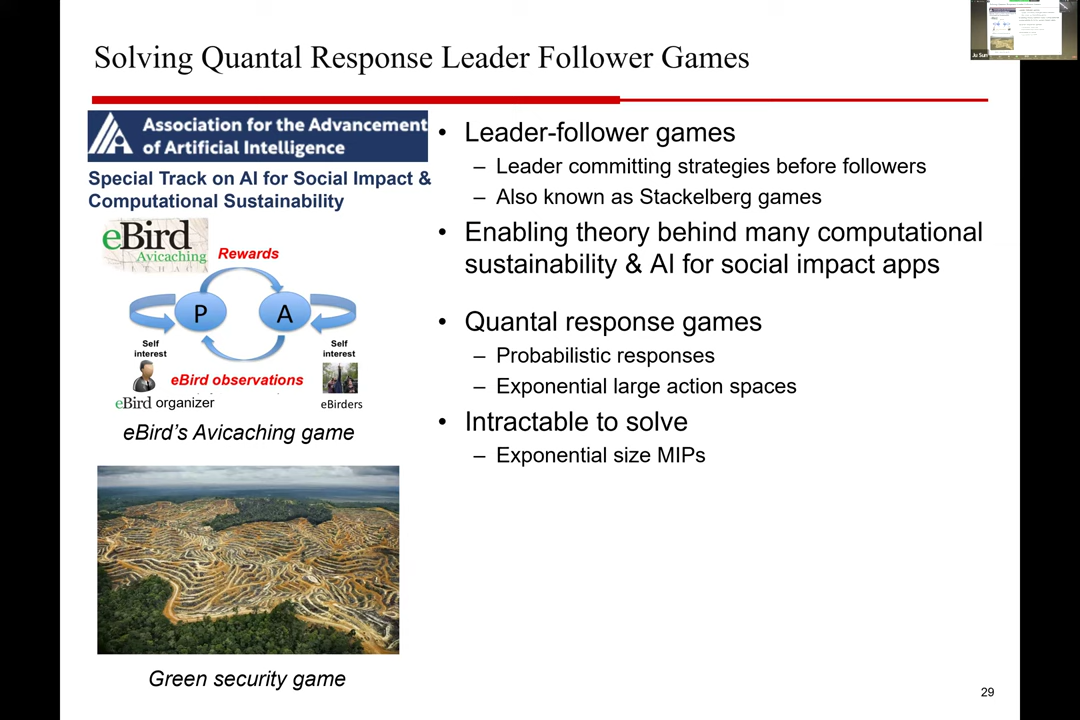 Solving Quantal Response Leader Follower Games
Association for the Advancement
of Artificial Intelligence
Special Track on AI for Social Impact &
Computational Sustainability
eBird
Avicaching
Rewards
P
A
Self
interest
Self
interest
eBird observations
eBird organizer
eBirders
eBird's Avicaching game
Green security game
• Leader-follower games
– Leader committing strategies before followers
– Also known as Stackelberg games
• Enabling theory behind many computational
sustainability & AI for social impact apps
• Quantal response games
– Probabilistic responses
– Exponential large action spaces
• Intractable to solve
– Exponential size MIPs
29
Ju Sun